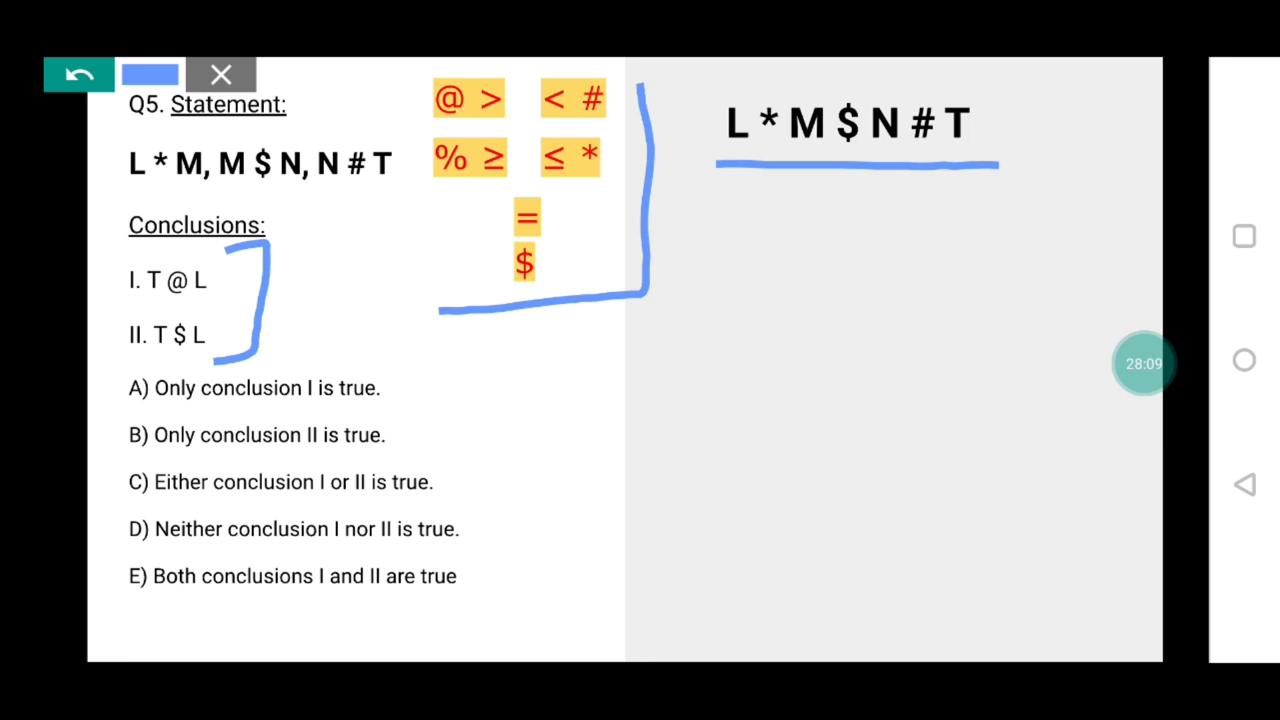 Q5. Statement:
@ >
< #
L * M, M $ N, N # T
% ≥
≤ *
=
$
Conclusions:
I. T @ L
II. T $ L
A) Only conclusion I is true.
B) Only conclusion II is true.
C) Either conclusion I or II is true.
D) Neither conclusion I nor II is true.
E) Both conclusions I and II are true
L * M $ N # T
28:09